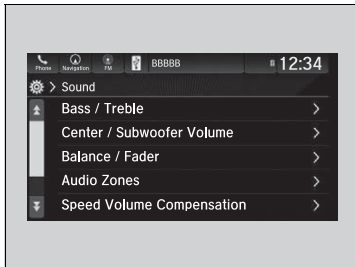 Phone Navigation FM BBBBB 12:34
> Sound
Bass / Treble >
Center / Subwoofer Volume >
Balance / Fader >
Audio Zones >
Speed Volume Compensation >